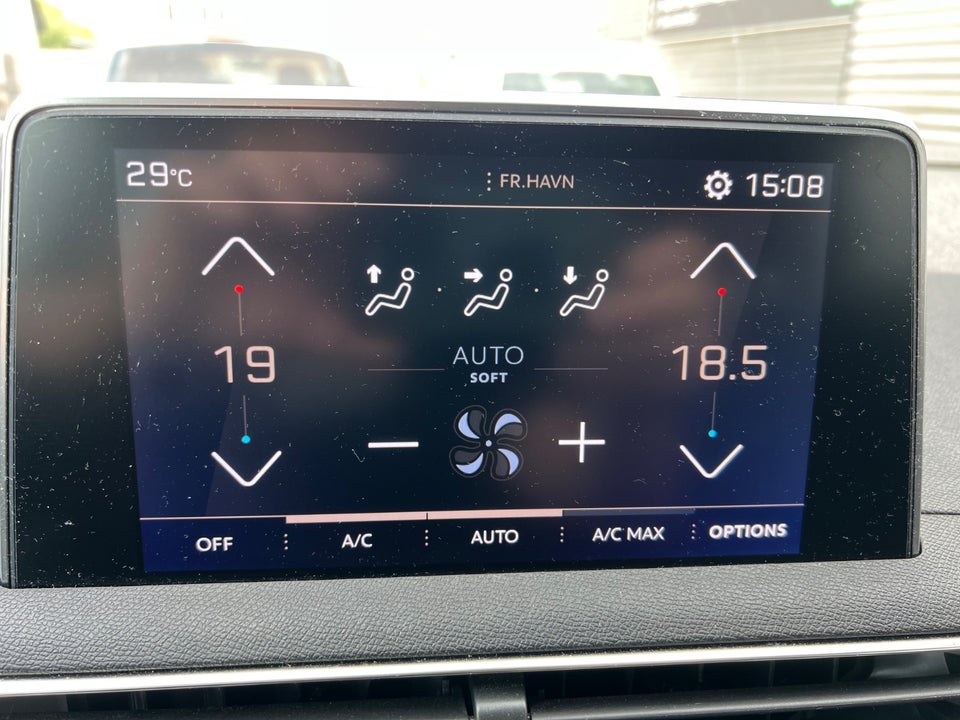 29°C
FR.HAVN
15:08
19
AUTO
SOFT
18.5
OFF
A/C
AUTO
A/C MAX
OPTIONS